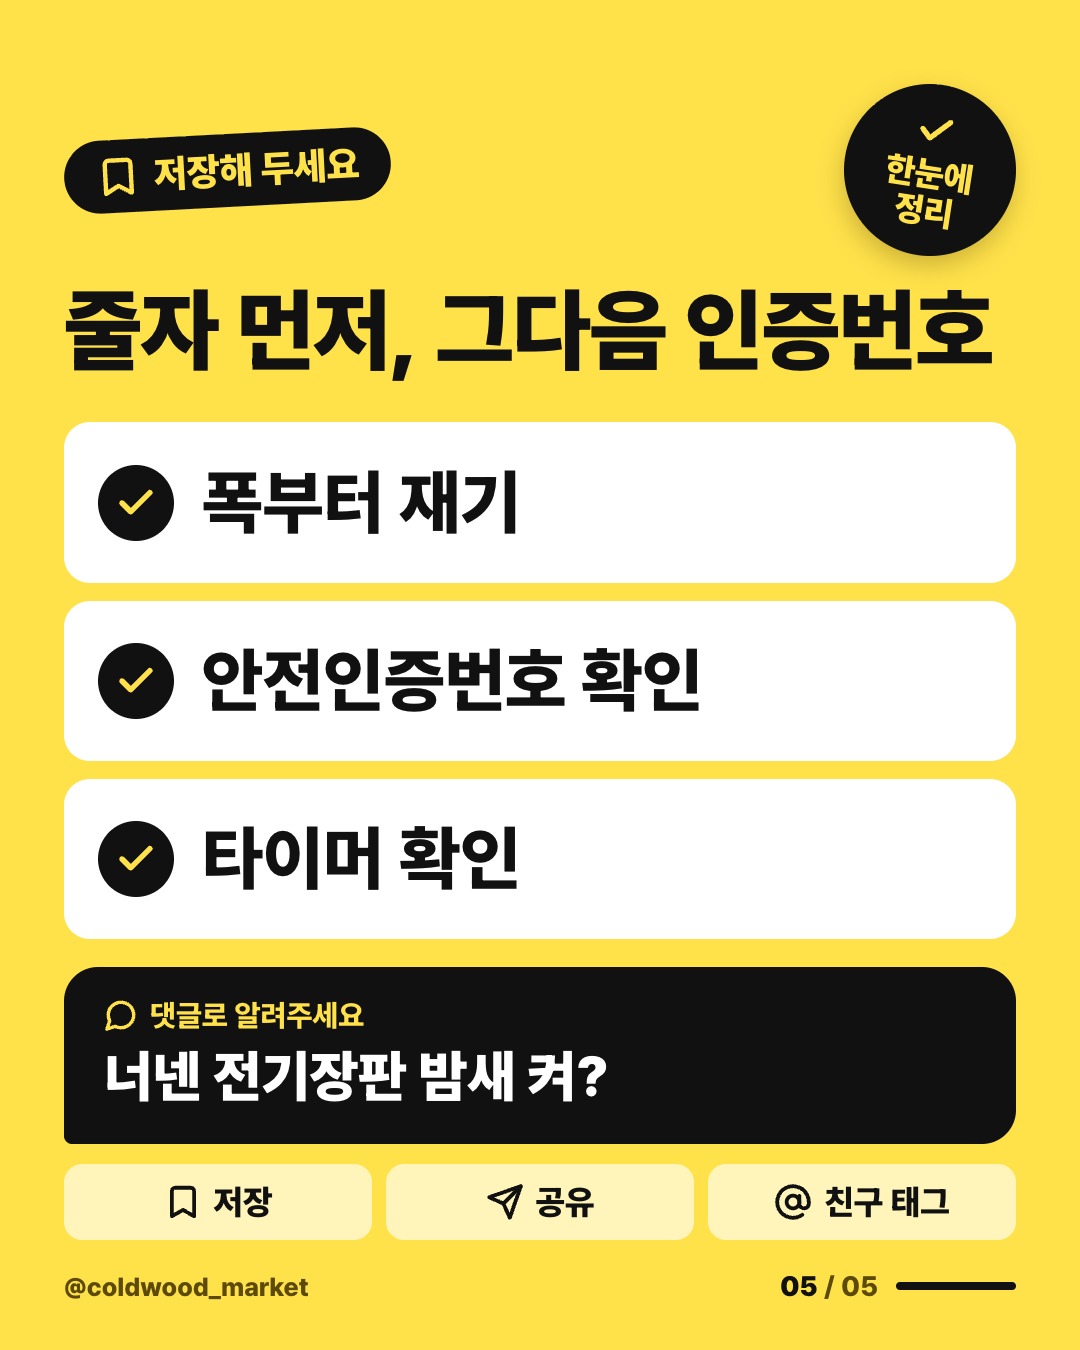 저장해 두세요
한눈에
정리
줄자 먼저, 그다음 인증번호
폭부터 재기
안전인증번호 확인
타이머 확인
댓글로 알려주세요
너넨 전기장판 밤새 켜?
저장
공유
친구 태그
@coldwood_market
05 / 05